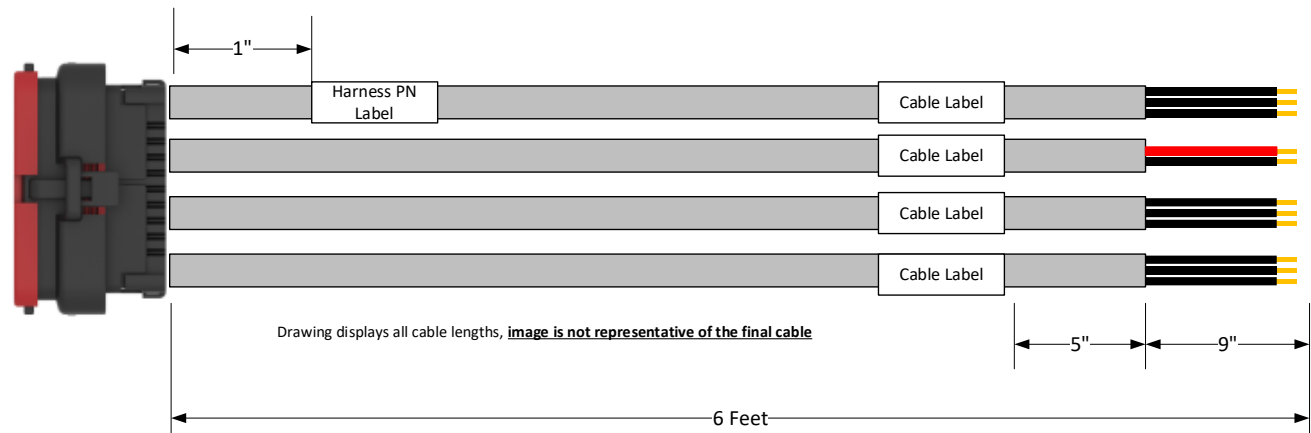 1"
Harness PN
Label
Cable Label
Cable Label
Cable Label
Cable Label
Drawing displays all cable lengths, image is not representative of the final cable
5"
9"
6 Feet